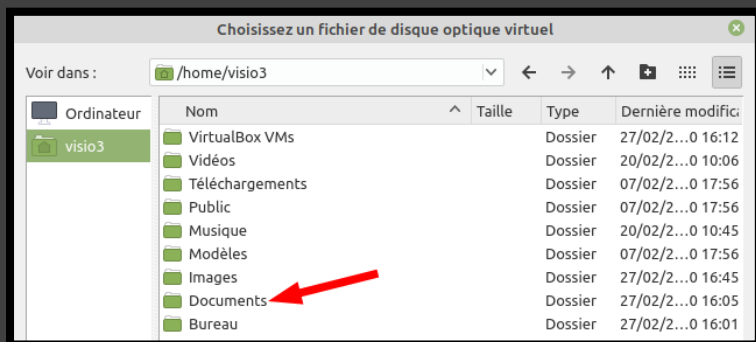 Choisissez un fichier de disque optique virtuel
Voir dans : /home/visio3
Ordinateur
visio3
Nom Taille Type Dernière modifica
VirtualBox VMs Dossier 27/02/2...0 16:12
Vidéos Dossier 20/02/2...0 10:06
Téléchargements Dossier 07/02/2...0 17:56
Public Dossier 07/02/2...0 17:56
Musique Dossier 20/02/2...0 10:45
Modèles Dossier 07/02/2...0 17:56
Images Dossier 27/02/2...0 16:45
Documents Dossier 27/02/2...0 16:05
Bureau Dossier 27/02/2...0 16:01